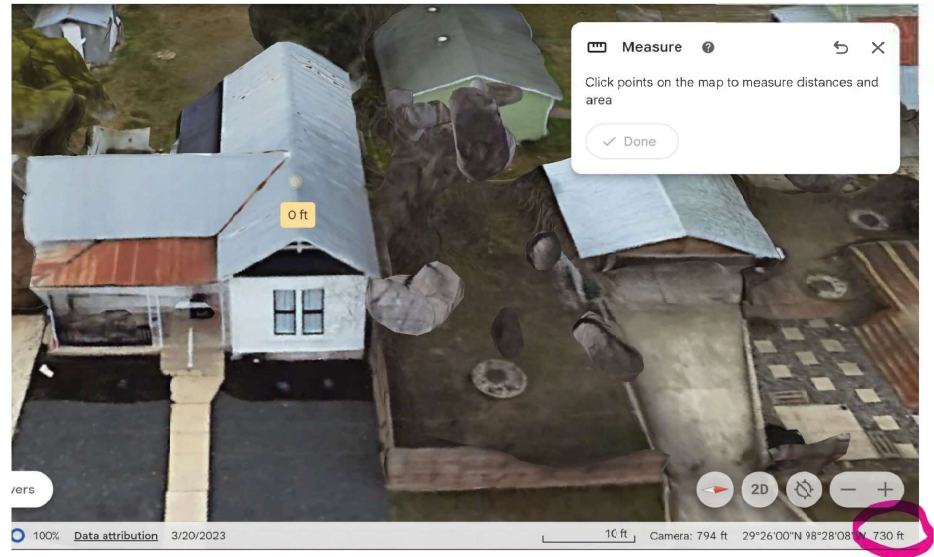 Measure
Click points on the map to measure distances and
area
Done
0 ft
2D
yers
100% Data attribution 3/20/2023 10 ft Camera: 794 ft 29°26'00"N 98°28'08"W 730 ft